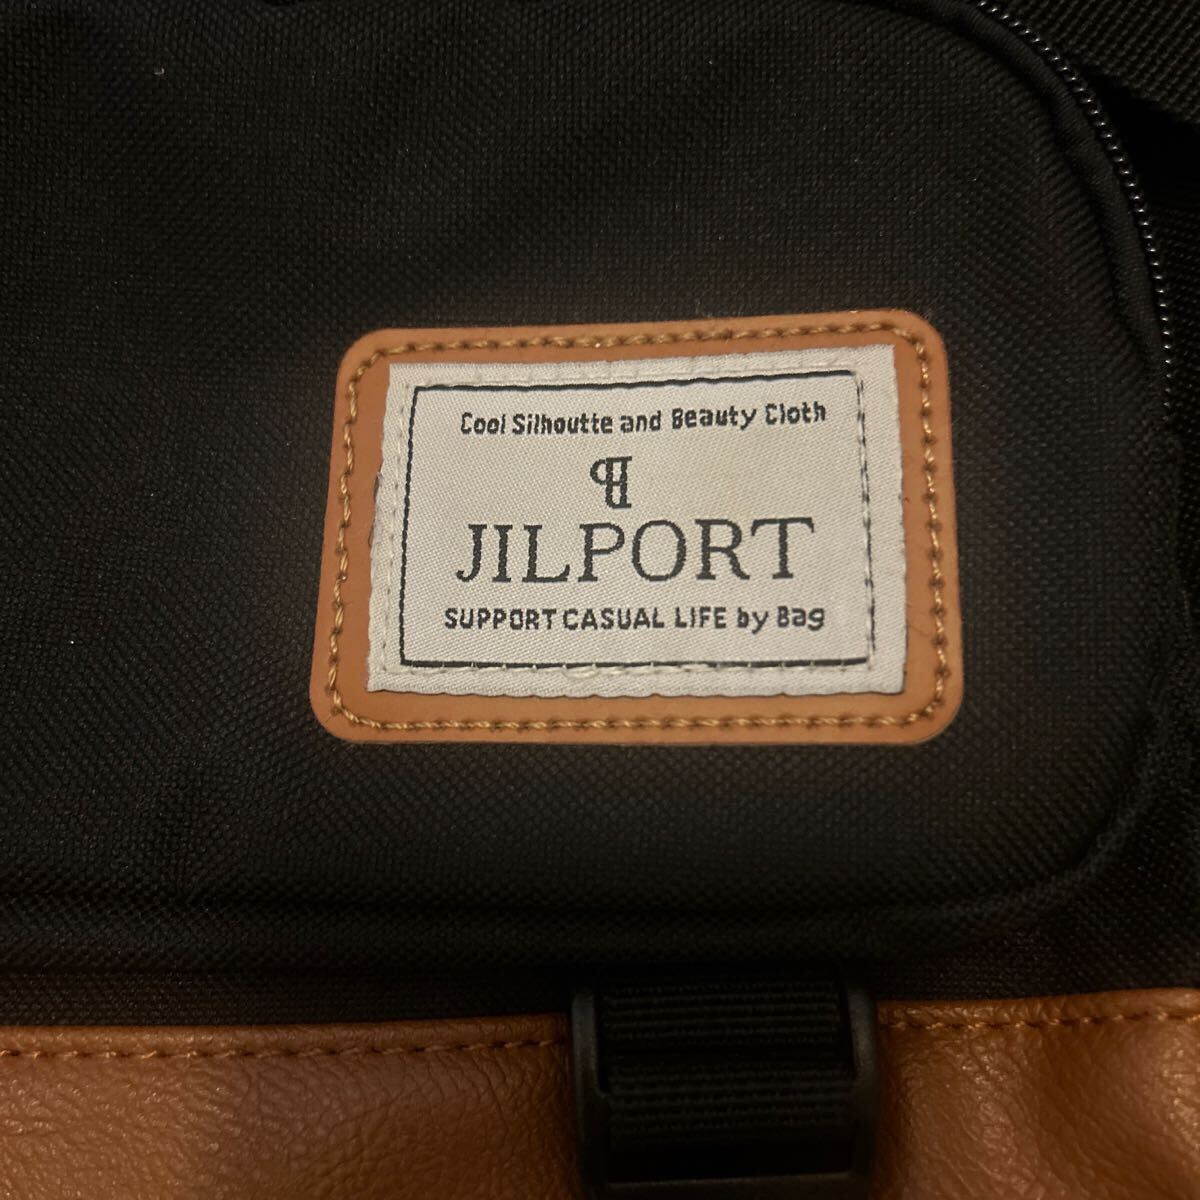 Cool Silhoutte and Beauty Cloth
JILPORT
SUPPORT CASUAL LIFE by Bag